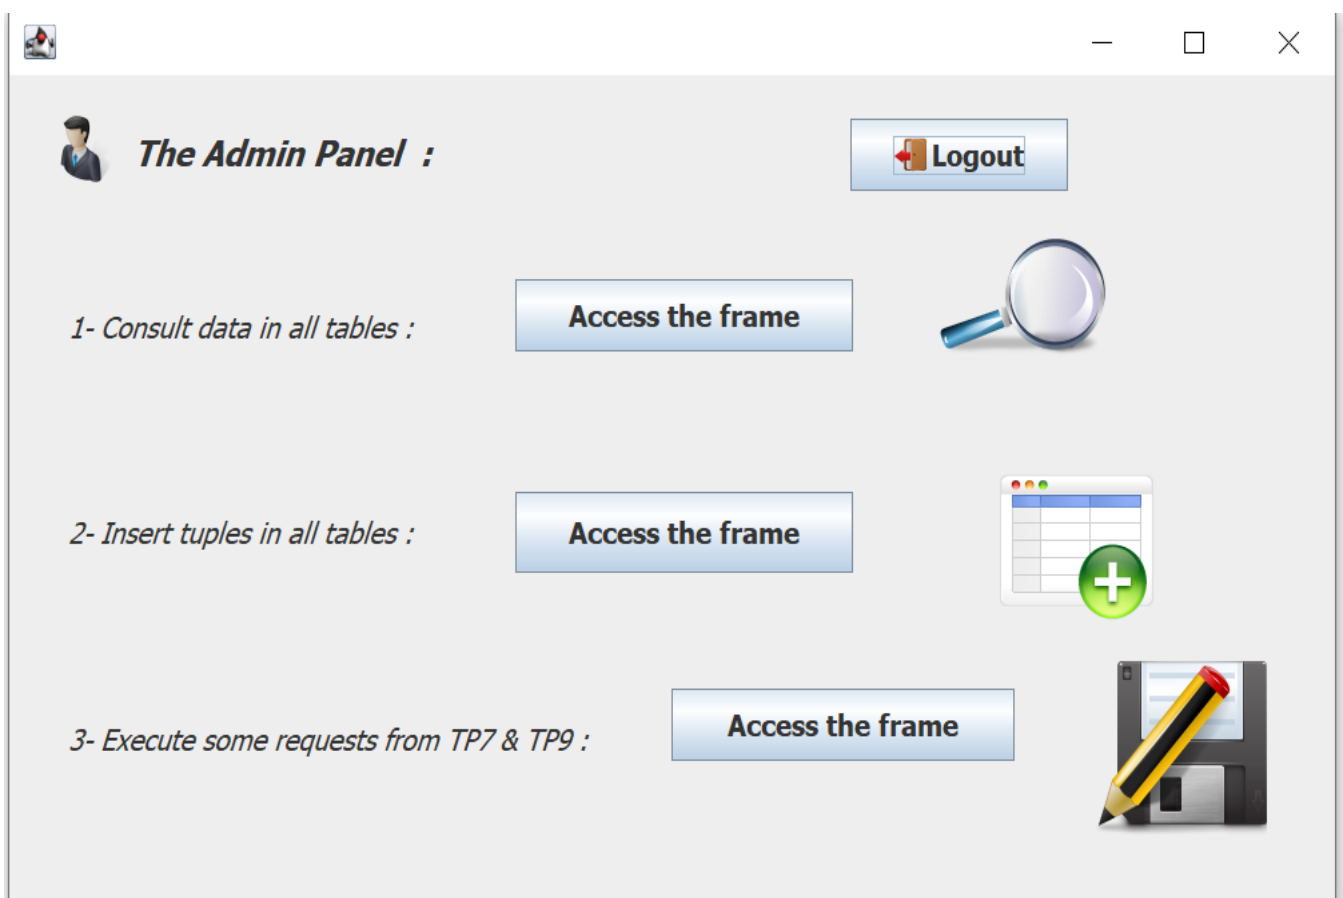 The Admin Panel :
Logout
1- Consult data in all tables :
Access the frame
2- Insert tuples in all tables :
Access the frame
3- Execute some requests from TP7 & TP9 :
Access the frame